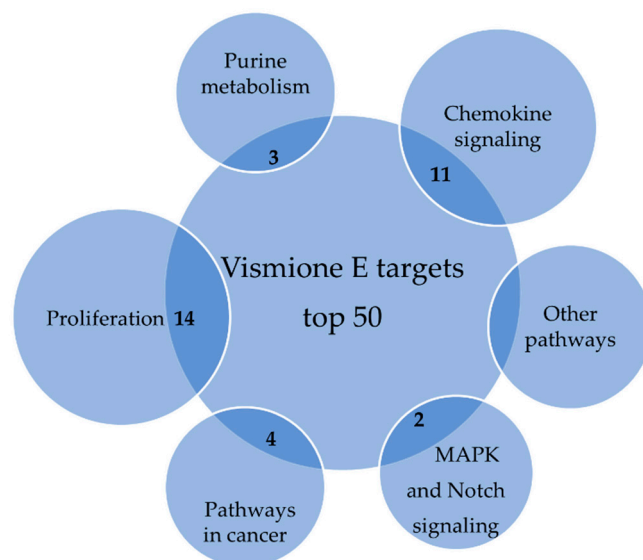 Purine
metabolism
3
Chemokine
signaling
11
Vismione E targets
top 50
Proliferation 14
Other
pathways
2
MAPK
and Notch
signaling
4
Pathways
in cancer